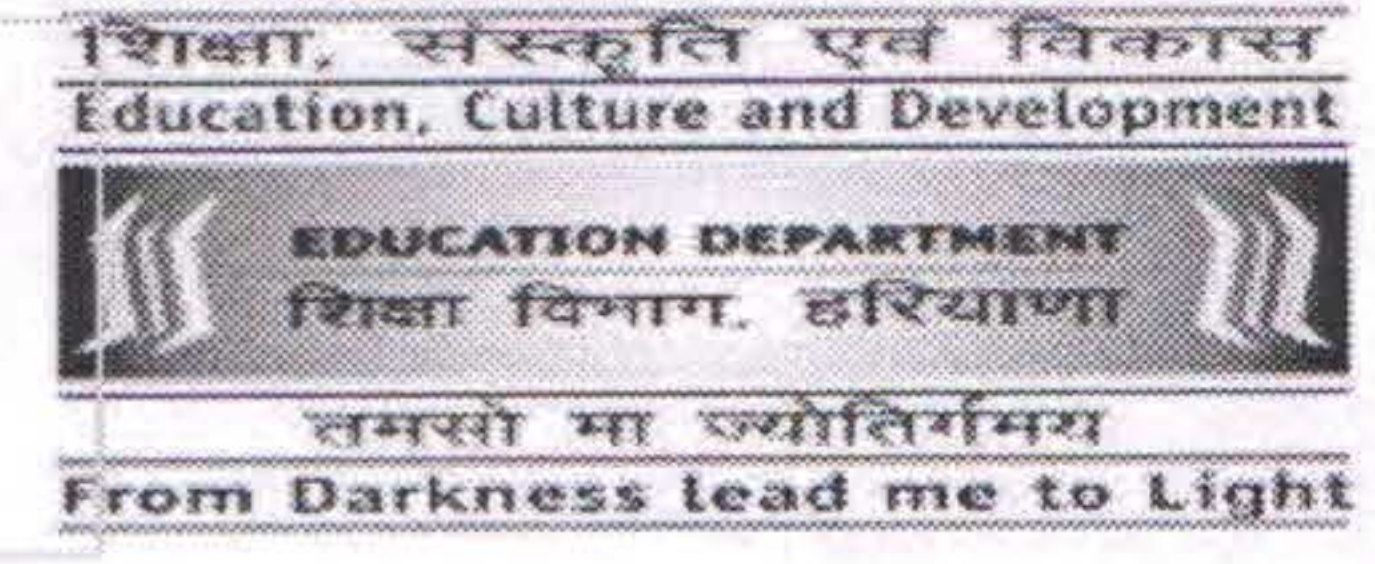 शिक्षा, संस्कृति एवं विकास
Education, Culture and Development
EDUCATION DEPARTMENT
शिक्षा विभाग, हरियाणा
तमसो मा ज्योतिर्गमय
From Darkness lead me to Light